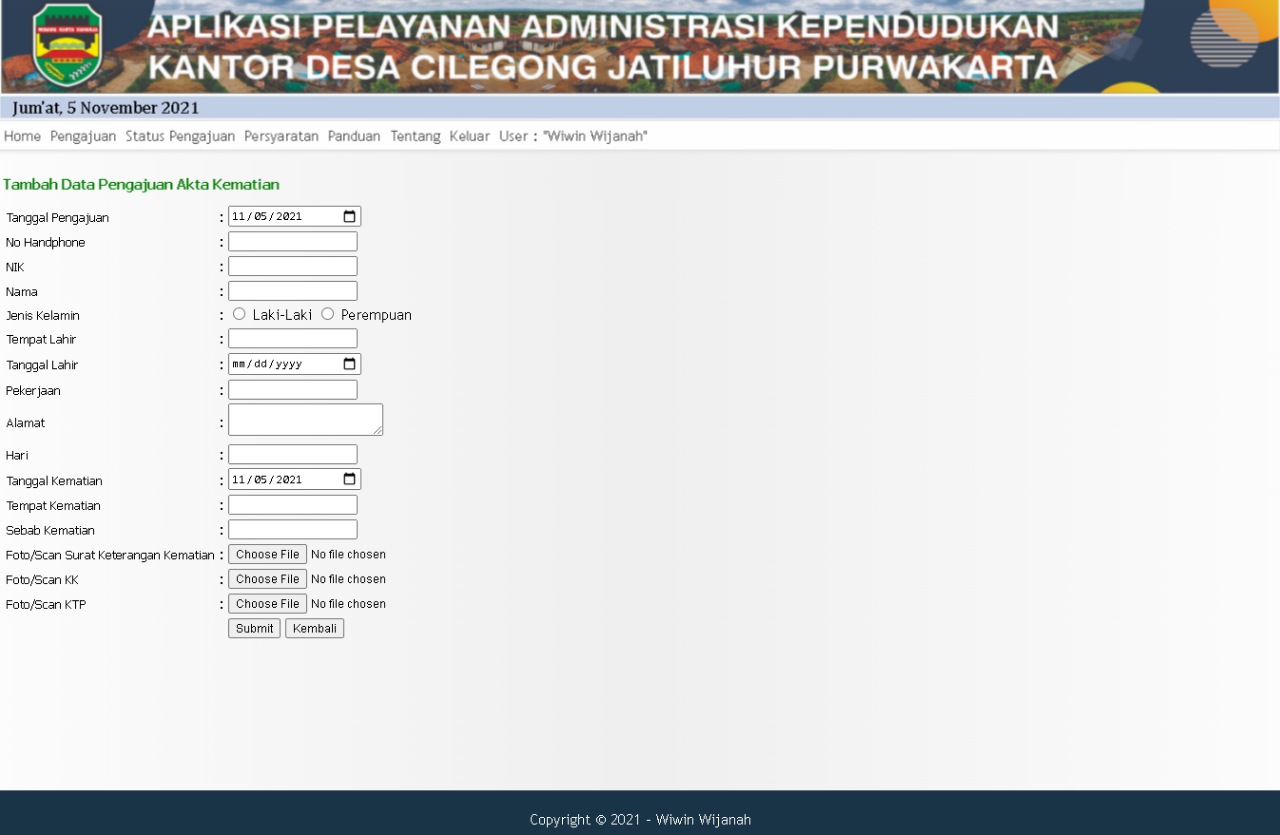 APLIKASI PELAYANAN ADMINISTRASI KEPENDUDUKAN
KANTOR DESA CILEGONG JATILUHUR PURWAKARTA
Jum'at, 5 November 2021
Home Pengajuan Status Pengajuan Persyaratan Panduan Tentang Keluar User : "Wiwin Wijanah"
Tambah Data Pengajuan Akta Kematian
Tanggal Pengajuan : 11/05/2021
No Handphone :
NIK :
Nama :
Jenis Kelamin : Laki-Laki Perempuan
Tempat Lahir :
Tanggal Lahir : mm/dd/yyyy
Pekerjaan :
Alamat :
Hari :
Tanggal Kematian : 11/05/2021
Tempat Kematian :
Sebab Kematian :
Foto/Scan Surat Keterangan Kematian : Choose File No file chosen
Foto/Scan KK : Choose File No file chosen
Foto/Scan KTP : Choose File No file chosen
Submit Kembali
Copyright © 2021 - Wiwin Wijanah